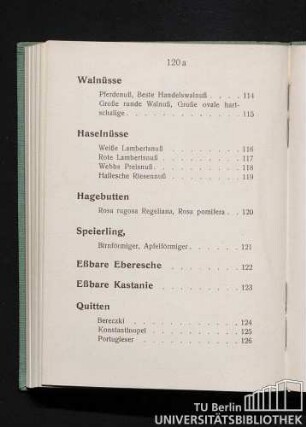 120a
Walnüsse
Pferdenuß, Beste Handelswalnuß . . . . 114
Große runde Walnuß, Große ovale hart-
schalige . . . . . . . . . . . 115
Haselnüsse
Weiße Lambertsnuß . . . . . . . . 116
Rote Lambertsnuß . . . . . . . . 117
Webbs Preisnuß . . . . . . . . . 118
Hallesche Riesennuß . . . . . . . . 119
Hagebutten
Rosa rugosa Regeliana, Rosa pomifera . . 120
Speierling,
Birnförmiger, Apfelförmiger . . . . . . 121
Eßbare Eberesche . . . . . . 122
Eßbare Kastanie . . . . . . . 123
Quitten
Bereczki . . . . . . . . . . . 124
Konstantinopel . . . . . . . . . 125
Portugieser . . . . . . . . . . 126
TU Berlin
UNIVERSITÄTSBIBLIOTHEK